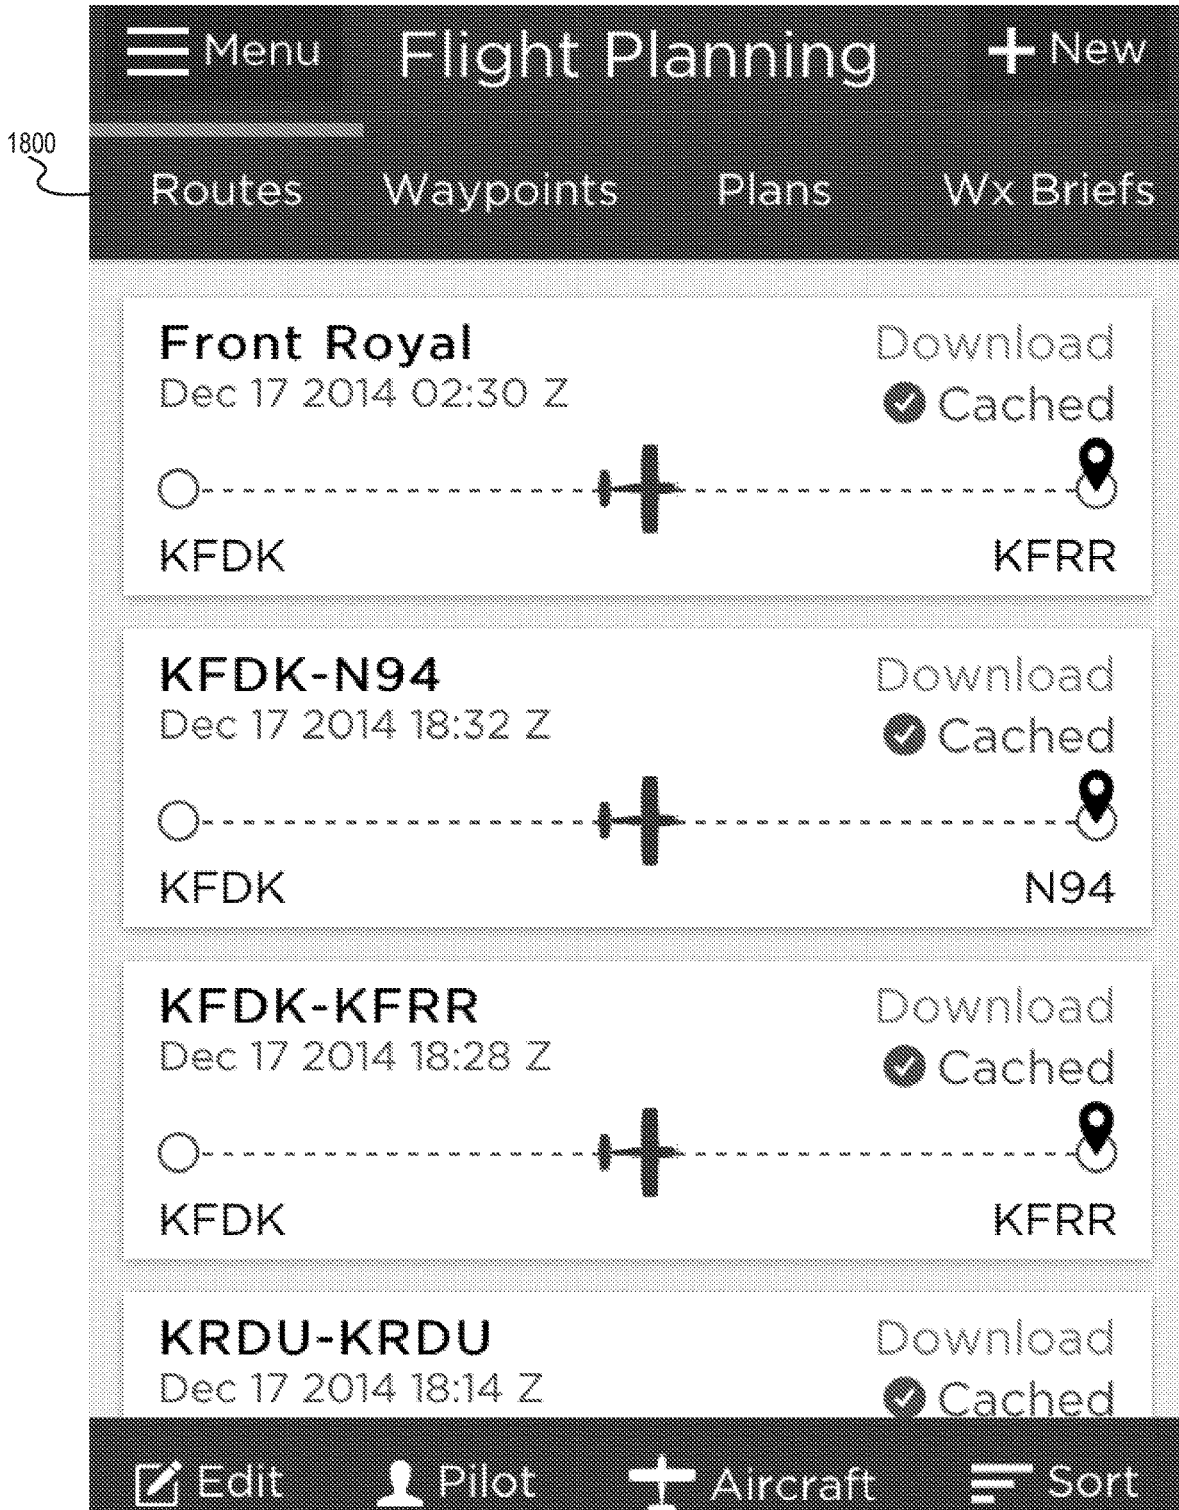 Menu Flight Planning + New
1800
Routes Waypoints Plans Wx Briefs
Front Royal Download
Dec 17 2014 02:30 Z Cached
KFDK KFRR
KFDK-N94 Download
Dec 17 2014 18:32 Z Cached
KFDK N94
KFDK-KFRR Download
Dec 17 2014 18:28 Z Cached
KFDK KFRR
KRDU-KRDU Download
Dec 17 2014 18:14 Z Cached
Edit Pilot Aircraft Sort